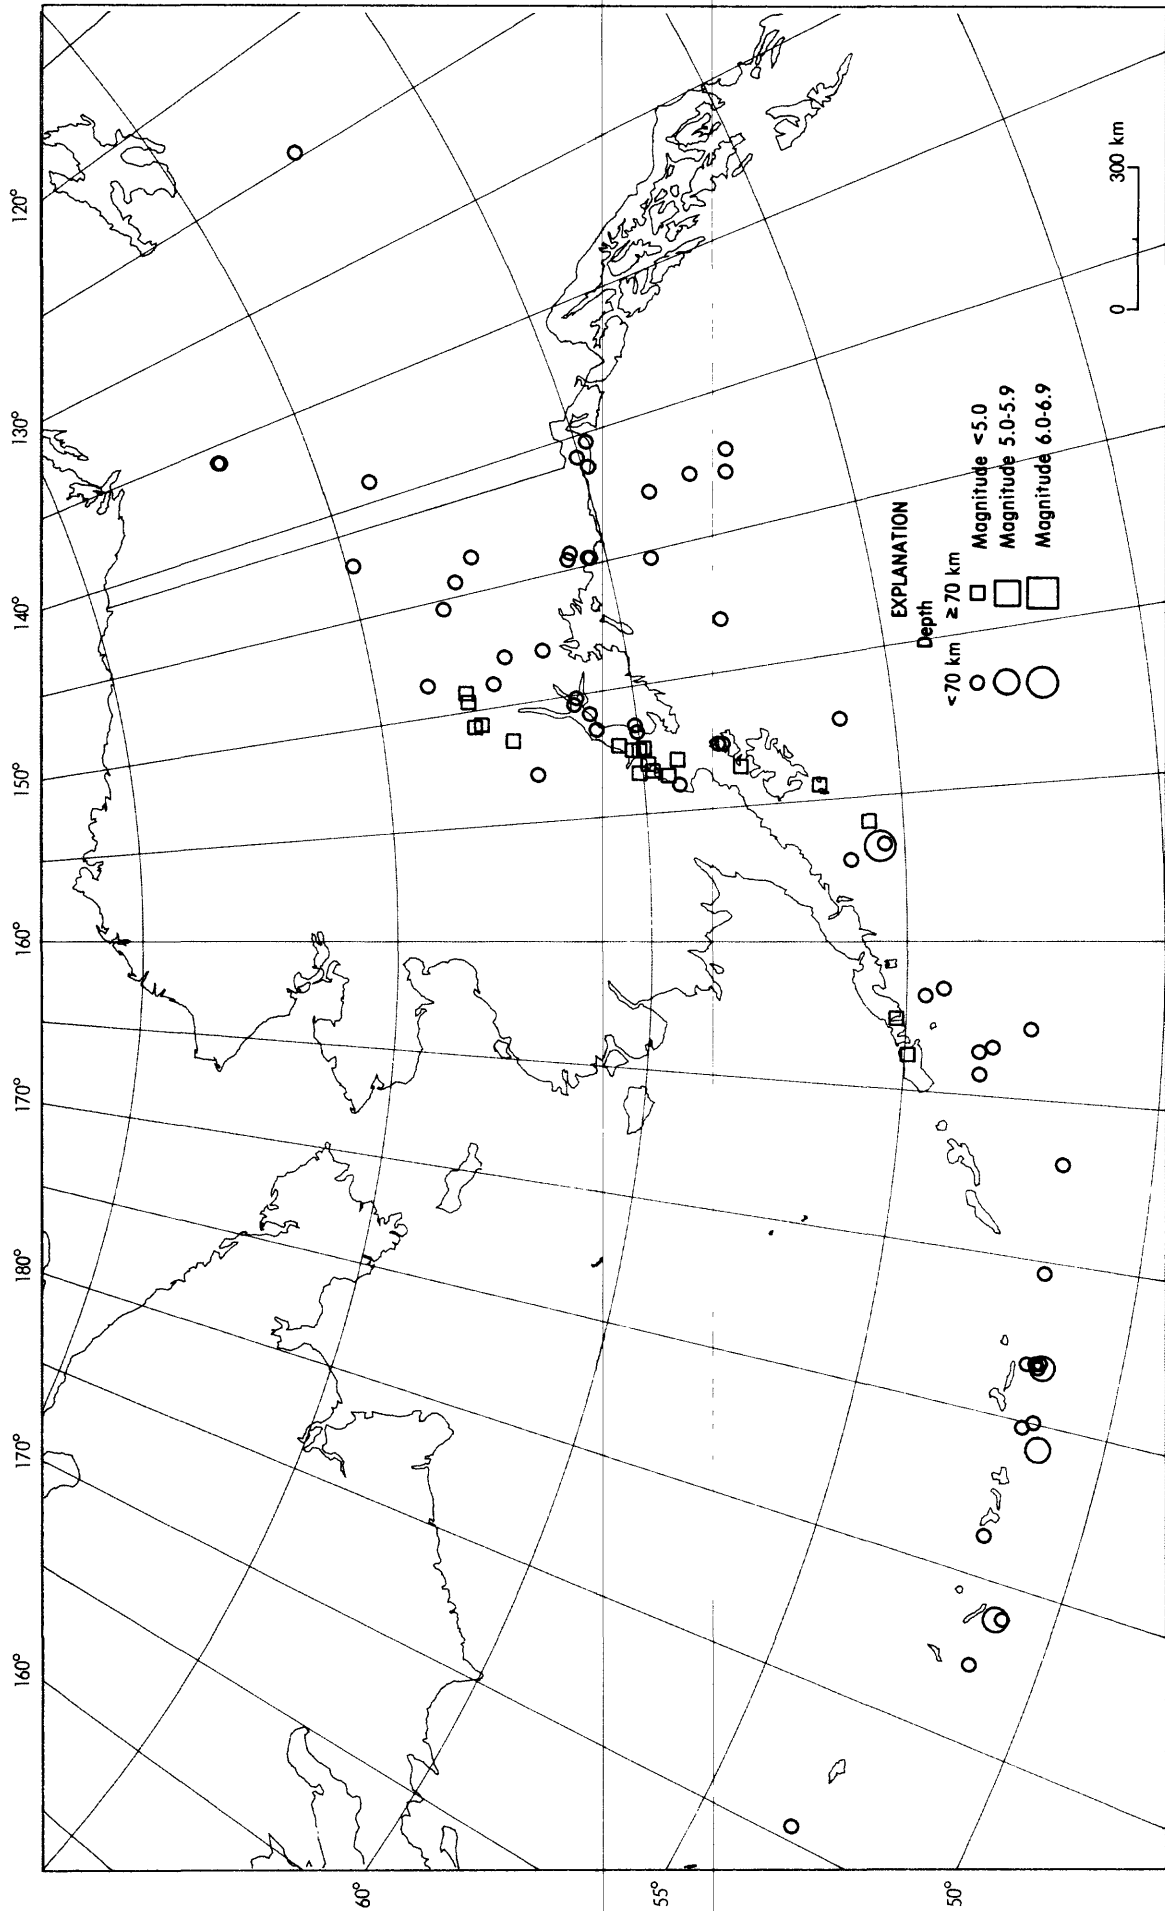 160° 170° 180° 170° 160° 150° 140° 130° 120°
60°
55°
50°
EXPLANATION
Depth
<70 km ≥70 km
Magnitude <5.0
Magnitude 5.0-5.9
Magnitude 6.0-6.9
0 300 km